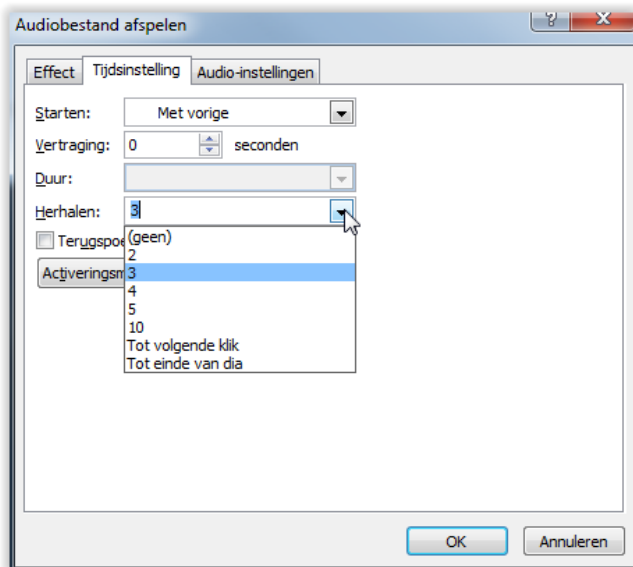 Audiobestand afspelen
?
X
Effect Tijdsinstelling Audio-instellingen
Starten: Met vorige
Vertraging: 0 seconden
Duur:
Herhalen: 3
(geen)
2
3
4
5
10
Tot volgende klik
Tot einde van dia
OK Annuleren